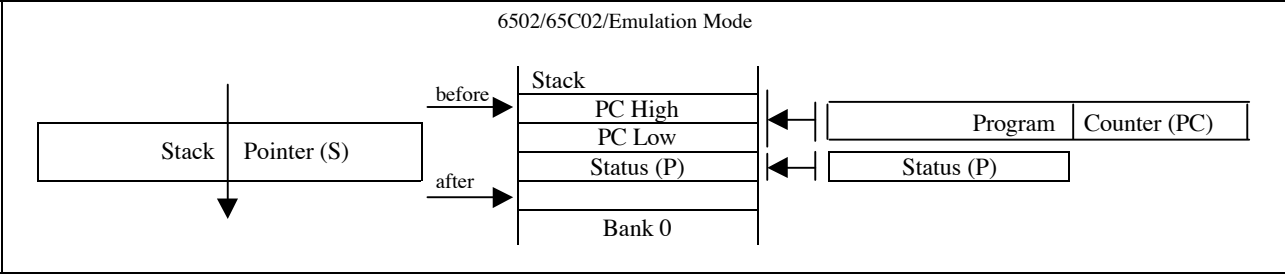 6502/65C02/Emulation Mode
Stack
before
PC High
Program Counter (PC)
PC Low
Stack Pointer (S)
Status (P)
Status (P)
after
Bank 0